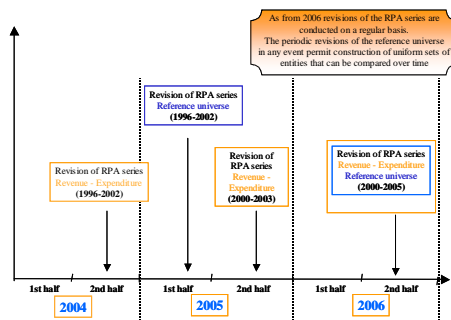 As from 2006 revisions of the RPA series are
conducted on a regular basis.
The periodic revisions of the reference universe
in any event permit construction of uniform sets of
entities that can be compared over time
Revision of RPA series
Reference universe
(1996-2002)
Revision of RPA series
Revenue - Expenditure
(1996-2002)
Revision of
RPA series
Revenue -
Expenditure
(2000-2003)
Revision of RPA series
Revenue - Expenditure
Reference universe
(2000-2005)
1st half
2nd half
1st half
2nd half
1st half
2nd half
2004
2005
2006